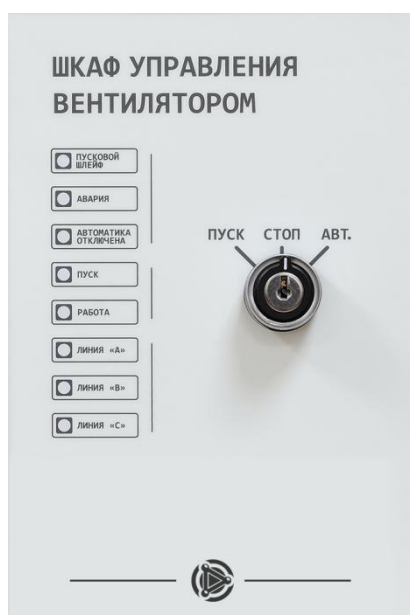 ШКАФ УПРАВЛЕНИЯ
ВЕНТИЛЯТОРОМ
ПУСКОВОЙ
ШЛЕЙФ
АВАРИЯ
АВТОМАТИКА
ОТКЛЮЧЕНА
ПУСК
РАБОТА
ЛИНИЯ «А»
ЛИНИЯ «В»
ЛИНИЯ «С»
ПУСК СТОП АВТ.